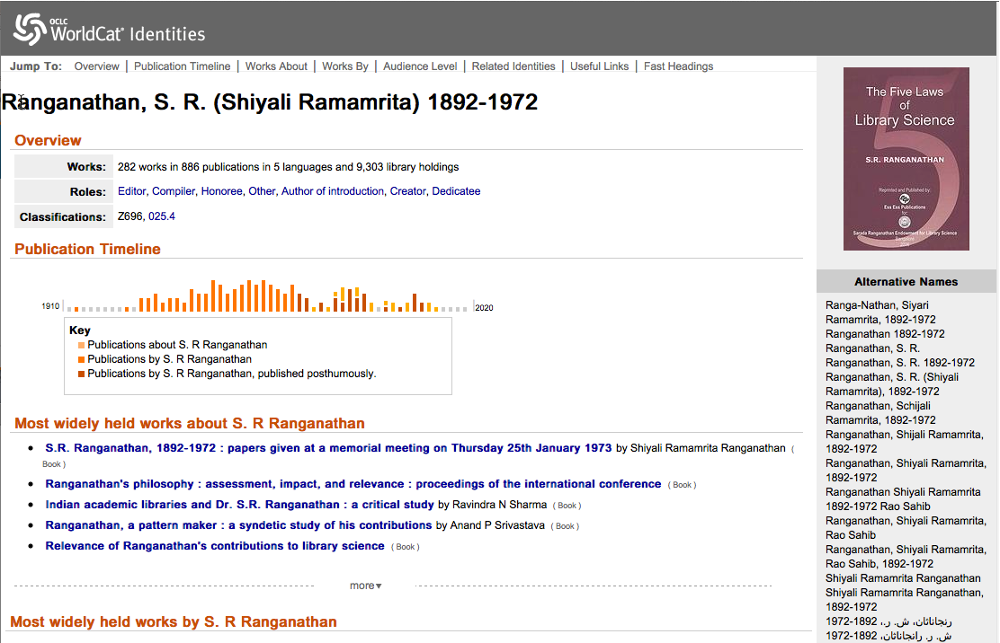 OCLC
WorldCat® Identities
Jump To: Overview | Publication Timeline | Works About | Works By | Audience Level | Related Identities | Useful Links | Fast Headings
Ranganathan, S. R. (Shiyali Ramamrita) 1892-1972
Overview
Works: 282 works in 886 publications in 5 languages and 9,303 library holdings
Roles: Editor, Compiler, Honoree, Other, Author of introduction, Creator, Dedicatee
Classifications: Z696, 025.4
Publication Timeline
1910 2020
Key
Publications about S. R Ranganathan
Publications by S. R Ranganathan
Publications by S. R Ranganathan, published posthumously.
Most widely held works about S. R Ranganathan
• S.R. Ranganathan, 1892-1972 : papers given at a memorial meeting on Thursday 25th January 1973 by Shiyali Ramamrita Ranganathan (
Book )
• Ranganathan's philosophy : assessment, impact, and relevance : proceedings of the international conference ( Book )
• Indian academic libraries and Dr. S.R. Ranganathan : a critical study by Ravindra N Sharma ( Book )
• Ranganathan, a pattern maker : a syndetic study of his contributions by Anand P Srivastava ( Book )
• Relevance of Ranganathan's contributions to library science ( Book )
more▼
Most widely held works by S. R Ranganathan
5
The Five Laws
of
Library Science
S.R. RANGANATHAN
Reprinted and Published by:
Ess Ess Publications
for:
Sarada Ranganathan Endowment for Library Science
Bangalore
2006
Alternative Names
Ranga-Nathan, Siyari
Ramamrita, 1892-1972
Ranganathan 1892-1972
Ranganathan, S. R.
Ranganathan, S. R. 1892-1972
Ranganathan, S. R. (Shiyali
Ramamrita), 1892-1972
Ranganathan, Schijali
Ramamrita, 1892-1972
Ranganathan, Shijali Ramamrita,
1892-1972
Ranganathan, Shiyali Ramamrita,
1892-1972
Ranganathan Shiyali Ramamrita
1892-1972 Rao Sahib
Ranganathan, Shiyali Ramamrita,
Rao Sahib
Ranganathan, Shiyali Ramamrita,
Rao Sahib, 1892-1972
Shiyali Ramamrita Ranganathan
Shiyali Ramamrita Ranganathan,
1892-1972
رنجاناثان، ش. ر.، 1892-1972
ش. ر. رانجاناثان، 1892-1972